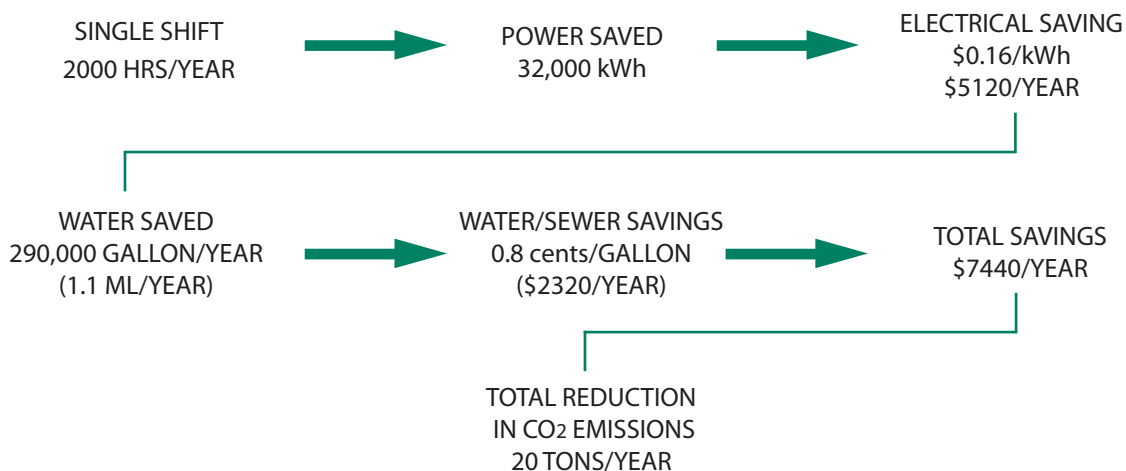 SINGLE SHIFT
2000 HRS/YEAR
POWER SAVED
32,000 kWh
ELECTRICAL SAVING
$0.16/kWh
$5120/YEAR
WATER SAVED
290,000 GALLON/YEAR
(1.1 ML/YEAR)
WATER/SEWER SAVINGS
0.8 cents/GALLON
($2320/YEAR)
TOTAL SAVINGS
$7440/YEAR
TOTAL REDUCTION
IN CO2 EMISSIONS
20 TONS/YEAR